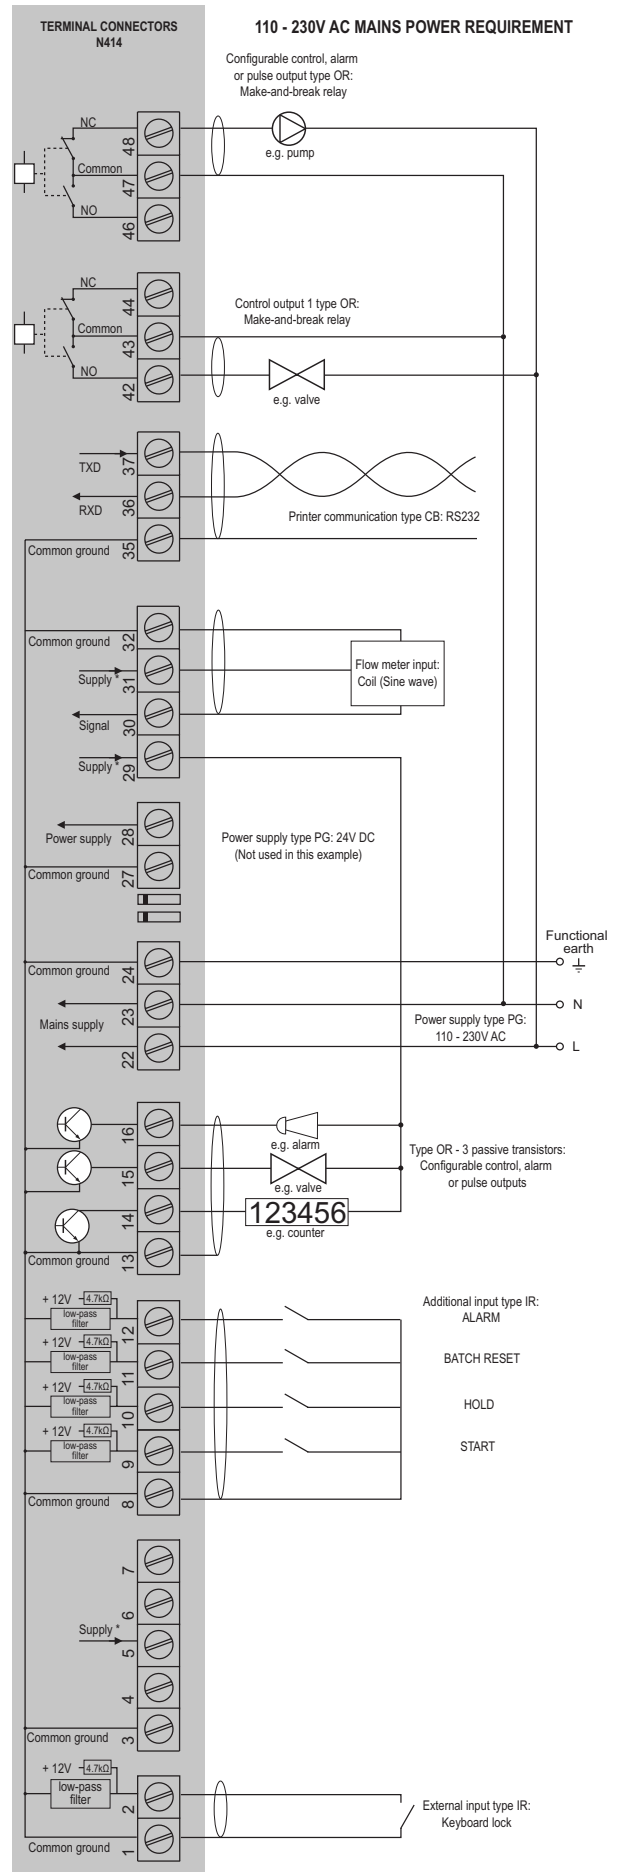 TERMINAL CONNECTORS
N414
110 - 230V AC MAINS POWER REQUIREMENT
Configurable control, alarm
or pulse output type OR:
Make-and-break relay
NC
48
e.g. pump
Common
47
NO
46
NC
44
Control output 1 type OR:
Make-and-break relay
Common
43
NO
42
e.g. valve
TXD
37
RXD
36
Printer communication type CB: RS232
Common ground
35
Common ground
32
Flow meter input:
Coil (Sine wave)
Supply *
31
Signal
30
Supply *
29
Power supply
28
Power supply type PG: 24V DC
(Not used in this example)
Common ground
27
Functional
earth
Common ground
24
23
N
Mains supply
Power supply type PG:
110 - 230V AC
22
L
16
e.g. alarm
Type OR - 3 passive transistors:
Configurable control, alarm
or pulse outputs
15
e.g. valve
14
123456
e.g. counter
Common ground
13
+ 12V
4.7kΩ
low-pass
filter
12
Additional input type IR:
ALARM
+ 12V
4.7kΩ
low-pass
filter
11
BATCH RESET
+ 12V
4.7kΩ
low-pass
filter
10
HOLD
+ 12V
4.7kΩ
low-pass
filter
9
START
Common ground
8
7
6
Supply *
5
4
Common ground
3
+ 12V
4.7kΩ
low-pass
filter
2
External input type IR:
Keyboard lock
Common ground
1